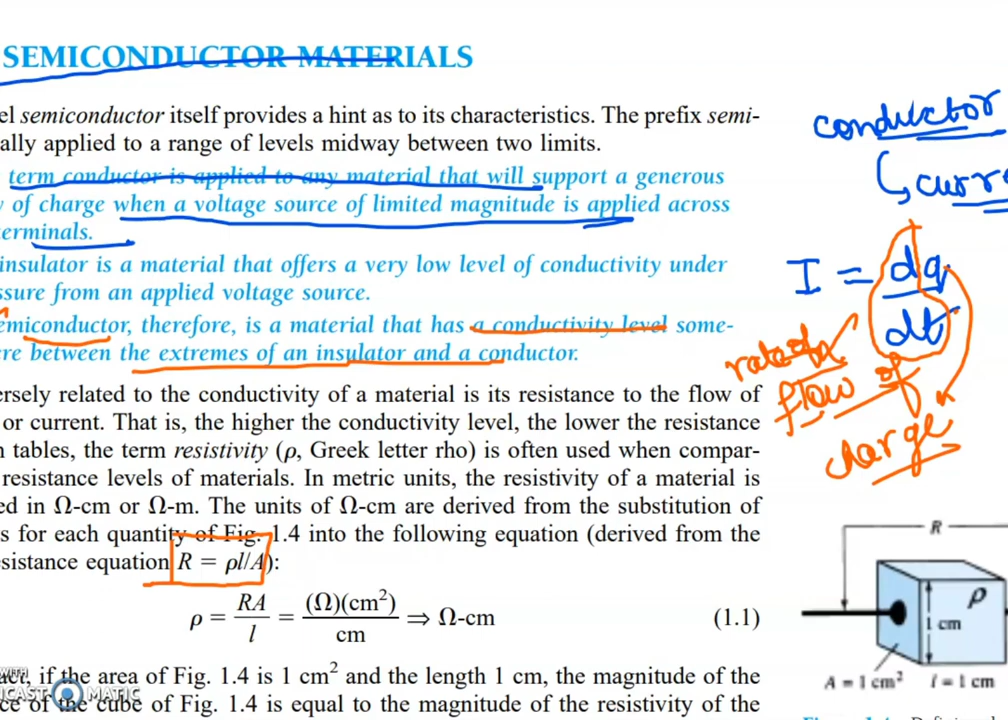 SEMICONDUCTOR MATERIALS
el semiconductor itself provides a hint as to its characteristics. The prefix semi-
ally applied to a range of levels midway between two limits.
term conductor is applied to any material that will support a generous
of charge when a voltage source of limited magnitude is applied across
terminals.
insulator is a material that offers a very low level of conductivity under
ssure from an applied voltage source.
emiconductor, therefore, is a material that has a conductivity level some-
re between the extremes of an insulator and a conductor.
ersely related to the conductivity of a material is its resistance to the flow of
or current. That is, the higher the conductivity level, the lower the resistance
n tables, the term resistivity (ρ, Greek letter rho) is often used when compar-
resistance levels of materials. In metric units, the resistivity of a material is
ed in Ω-cm or Ω-m. The units of Ω-cm are derived from the substitution of
s for each quantity of Fig. 1.4 into the following equation (derived from the
sistance equation R = ρl/A):
ρ = RA/l = (Ω)(cm²)/cm ⇒ Ω-cm (1.1)
, if the area of Fig. 1.4 is 1 cm² and the length 1 cm, the magnitude of the
ce of the cube of Fig. 1.4 is equal to the magnitude of the resistivity of the
conductor
curre
I = dq/dt
rate of
flow of
charge
R
ρ
1 cm
A = 1 cm² l = 1 cm
MATIC